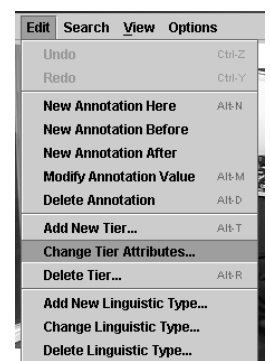 Edit Search View Options
Undo Ctrl-Z
Redo Ctrl-Y
New Annotation Here Alt-N
New Annotation Before
New Annotation After
Modify Annotation Value Alt-M
Delete Annotation Alt-D
Add New Tier... Alt-T
Change Tier Attributes...
Delete Tier... Alt-R
Add New Linguistic Type...
Change Linguistic Type...
Delete Linguistic Type...